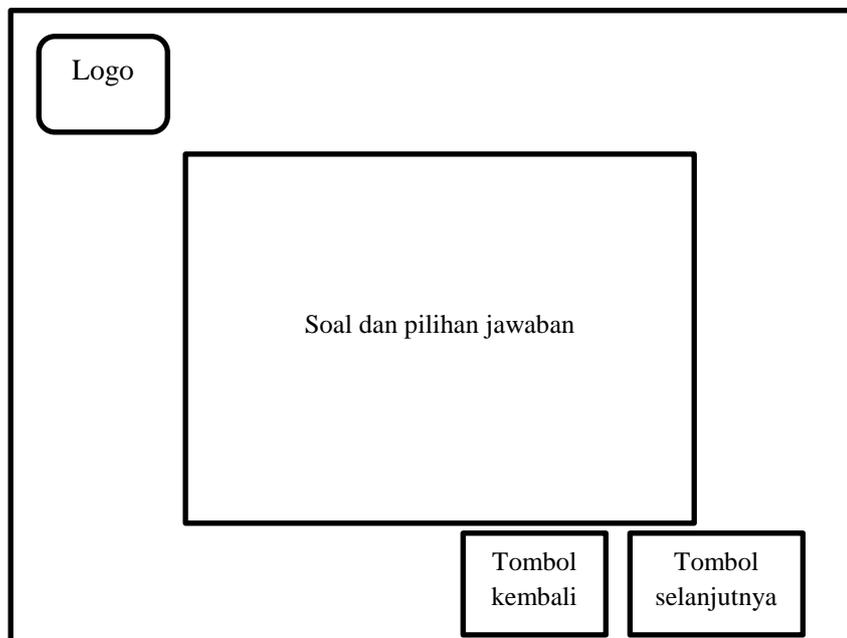 Logo
Soal dan pilihan jawaban
Tombol
kembali
Tombol
selanjutnya